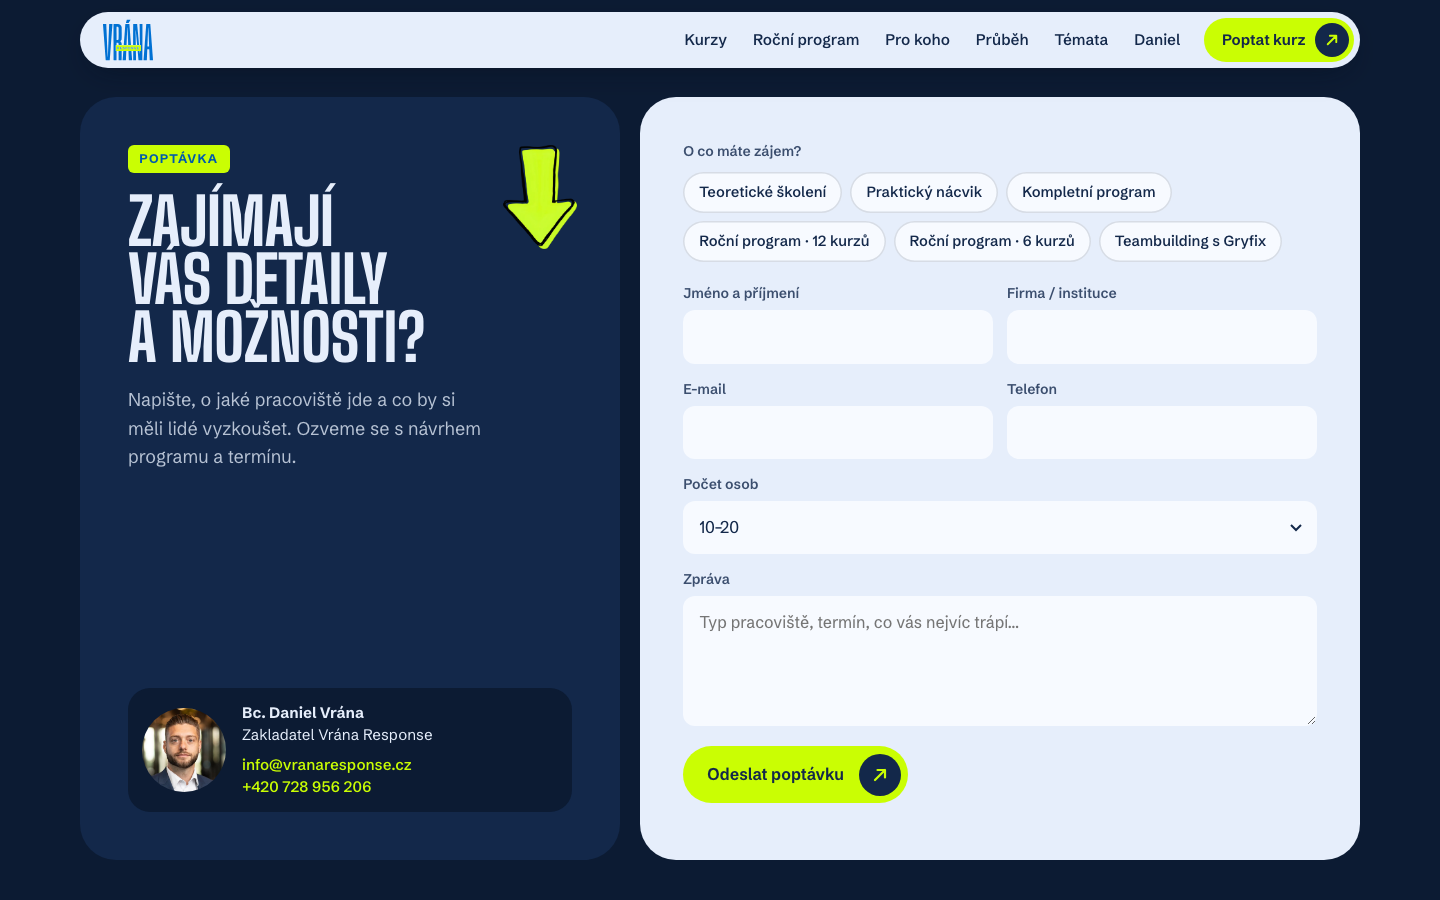 VRÁNA
Kurzy
Roční program
Pro koho
Průběh
Témata
Daniel
Poptat kurz
POPTÁVKA
ZAJÍMAJÍ
VÁS DETAILY
A MOŽNOSTI?
Napište, o jaké pracoviště jde a co by si
měli lidé vyzkoušet. Ozveme se s návrhem
programu a termínu.
Bc. Daniel Vrána
Zakladatel Vrána Response
info@vranaresponse.cz
+420 728 956 206
O co máte zájem?
Teoretické školení
Praktický nácvik
Kompletní program
Roční program · 12 kurzů
Roční program · 6 kurzů
Teambuilding s Gryfix
Jméno a příjmení
Firma / instituce
E-mail
Telefon
Počet osob
10–20
Zpráva
Typ pracoviště, termín, co vás nejvíc trápí…
Odeslat poptávku